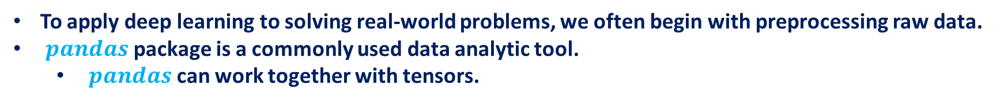 • To apply deep learning to solving real-world problems, we often begin with preprocessing raw data.
• pandas package is a commonly used data analytic tool.
• pandas can work together with tensors.